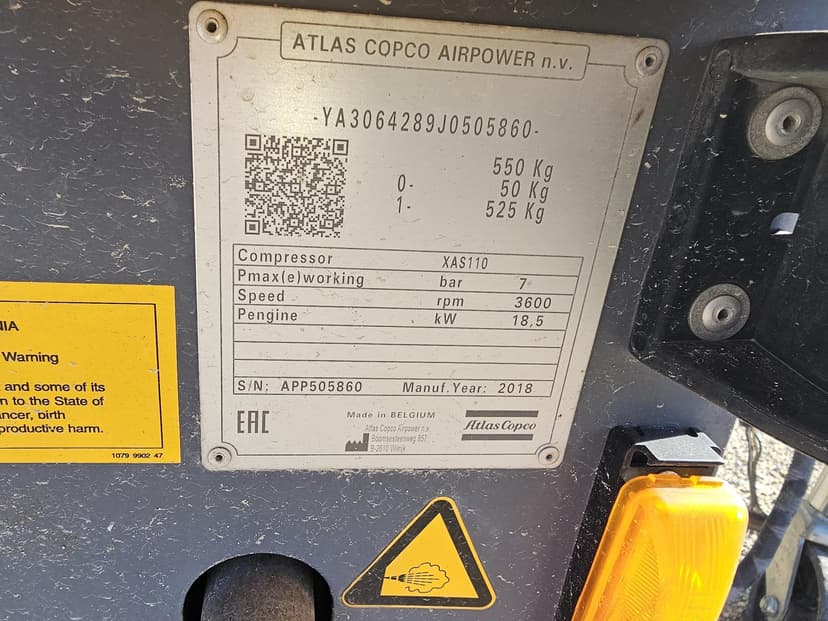 ATLAS COPCO AIRPOWER n.v.
-YA3064289J0505860-
550 Kg
0- 50 Kg
1- 525 Kg
Compressor XAS110
Pmax(e)working bar 7
Speed rpm 3600
Pengine kW 18,5
S/N: APP505860 Manuf.Year: 2018
EAC
Made in BELGIUM
Atlas Copco Airpower n.v.
Boomsesteenweg 957
B-2610 Wilrijk
Atlas Copco
NIA
Warning
and some of its
n to the State of
ancer, birth
productive harm.
1079 9902 47